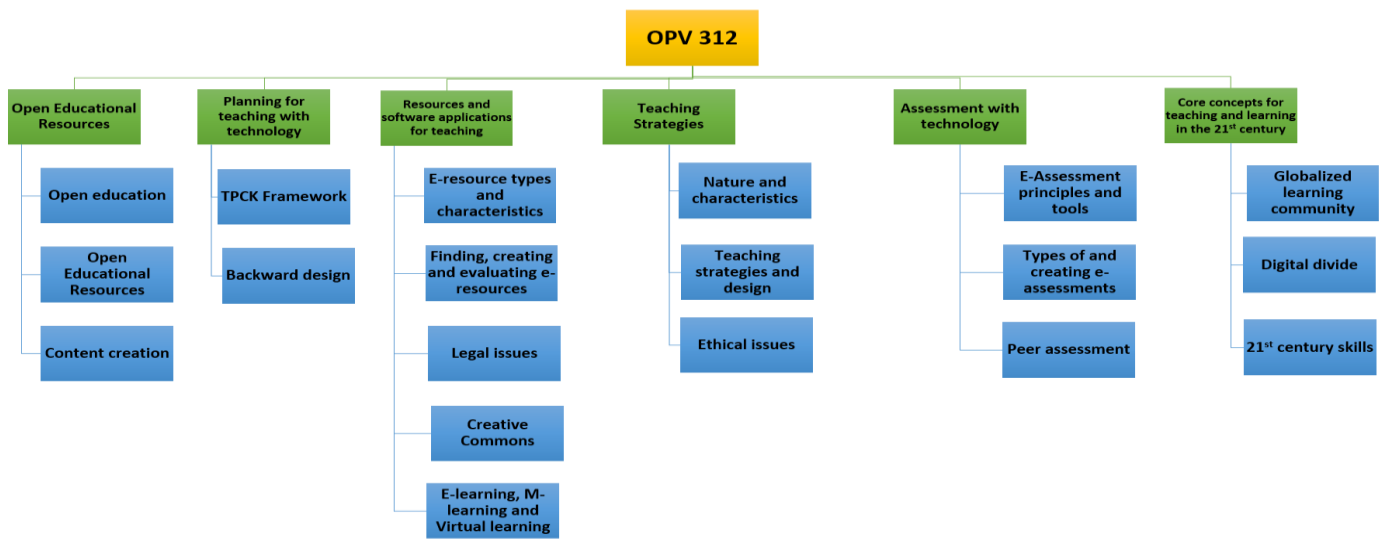 OPV 312
Open Educational
Resources
Open education
Open
Educational
Resources
Content creation
Planning for
teaching with
technology
TPCK Framework
Backward design
Resources and
software applications
for teaching
E-resource types
and
characteristics
Finding, creating
and evaluating e-
resources
Legal issues
Creative
Commons
E-learning, M-
learning and
Virtual learning
Teaching
Strategies
Nature and
characteristics
Teaching
strategies and
design
Ethical issues
Assessment with
technology
E-Assessment
principles and
tools
Types of and
creating e-
assessments
Peer assessment
Core concepts for
teaching and learning
in the 21st century
Globalized
learning
community
Digital divide
21st century skills